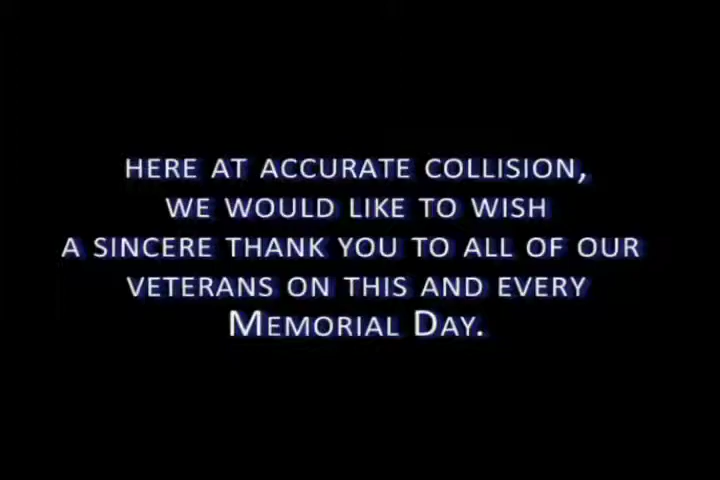 HERE AT ACCURATE COLLISION,
WE WOULD LIKE TO WISH
A SINCERE THANK YOU TO ALL OF OUR
VETERANS ON THIS AND EVERY
MEMORIAL DAY.